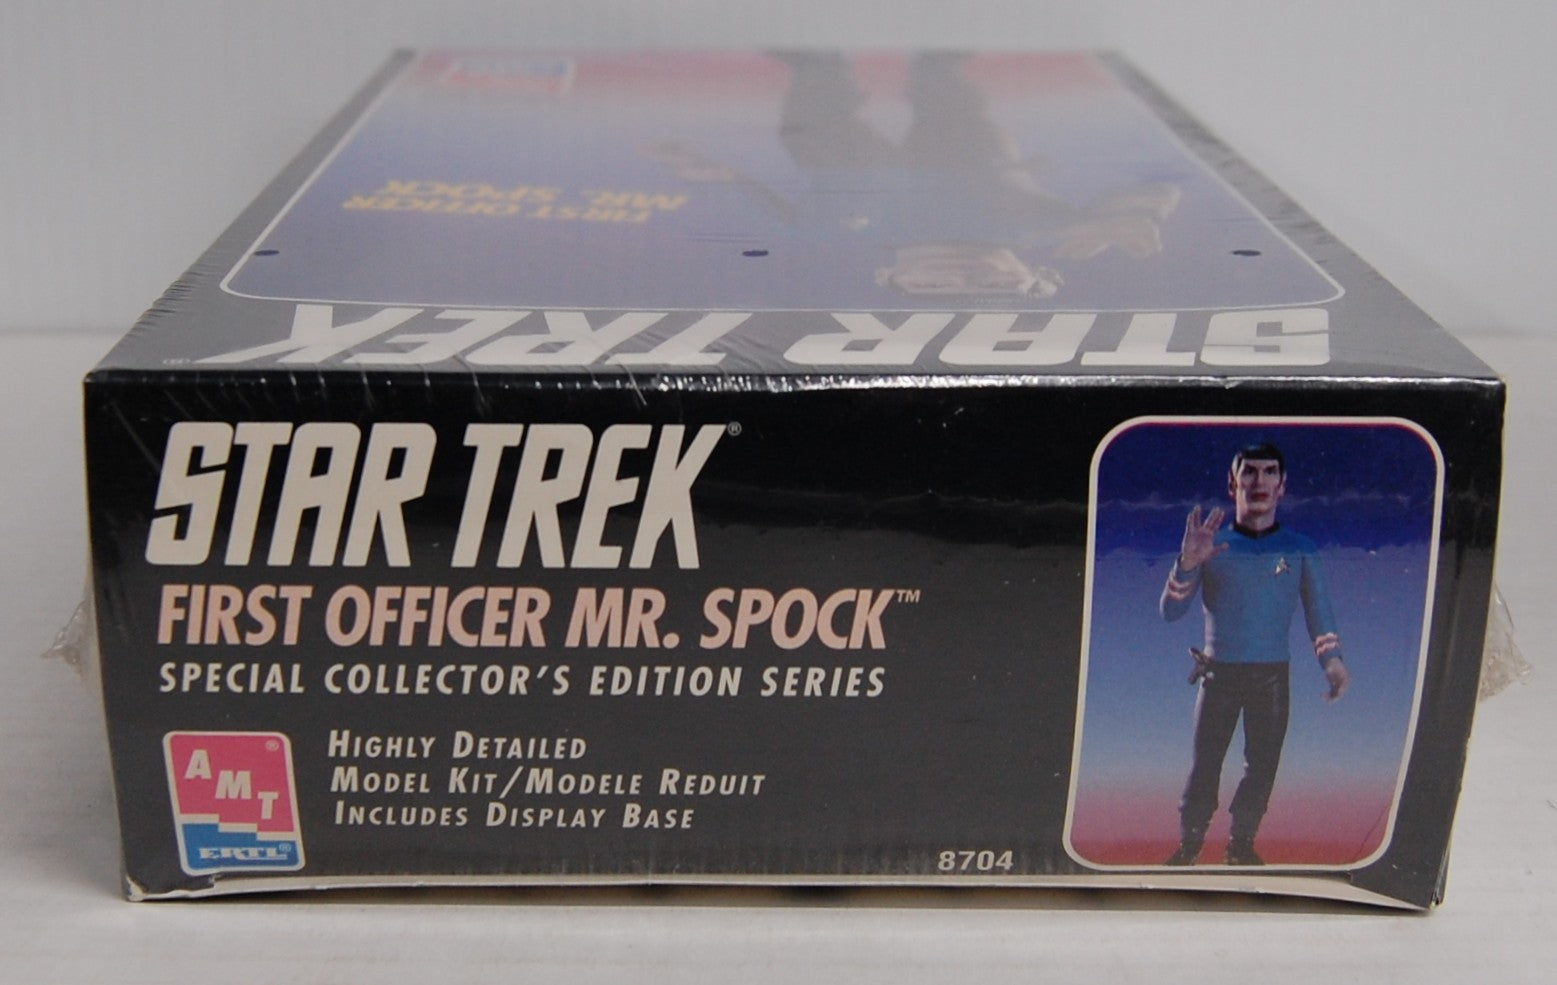 FIRST OFFICER
MR. SPOCK
STAR TREK®
STAR TREK®
FIRST OFFICER MR. SPOCK™
SPECIAL COLLECTOR'S EDITION SERIES
AMT®
ERTL®
HIGHLY DETAILED
MODEL KIT/MODELE REDUIT
INCLUDES DISPLAY BASE
8704